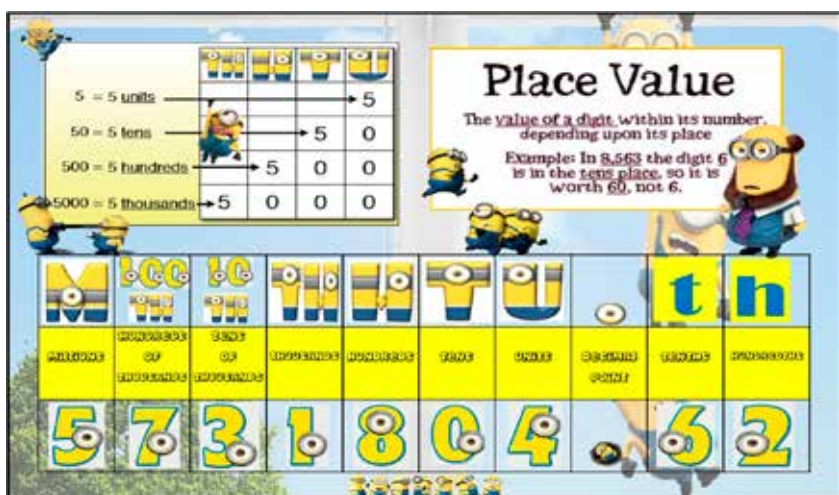 Th H T U
5 = 5 units 5
50 = 5 tens 5 0
500 = 5 hundreds 5 0 0
5000 = 5 thousands 5 0 0 0
Place Value
The value of a digit within its number,
depending upon its place
Example: In 8,563 the digit 6
is in the tens place, so it is
worth 60, not 6.
M 100 TH 10 TH TH H T U . t h
MILLIONS HUNDREDS OF THOUSANDS TENS OF THOUSANDS THOUSANDS HUNDREDS TENS UNITS DECIMAL POINT TENTHS HUNDREDTHS
5 7 3 1 8 0 4 . 6 2